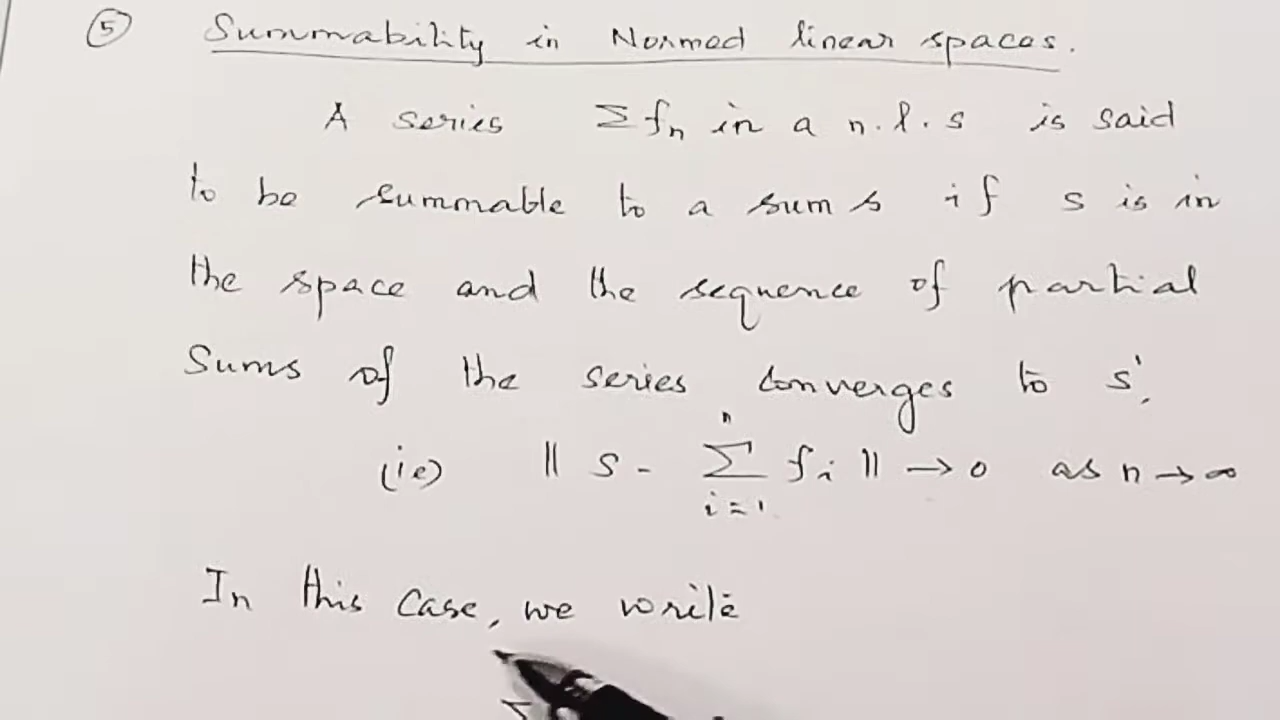 ⑤ Summability in Normed linear spaces.
A series Σfn in a n.l.s is said
to be summable to a sum s if s is in
the space and the sequence of partial
Sums of the series converges to s',
(ie) || s - Σ_{i=1}^{n} fi || → 0 as n → ∞
In this case, we write